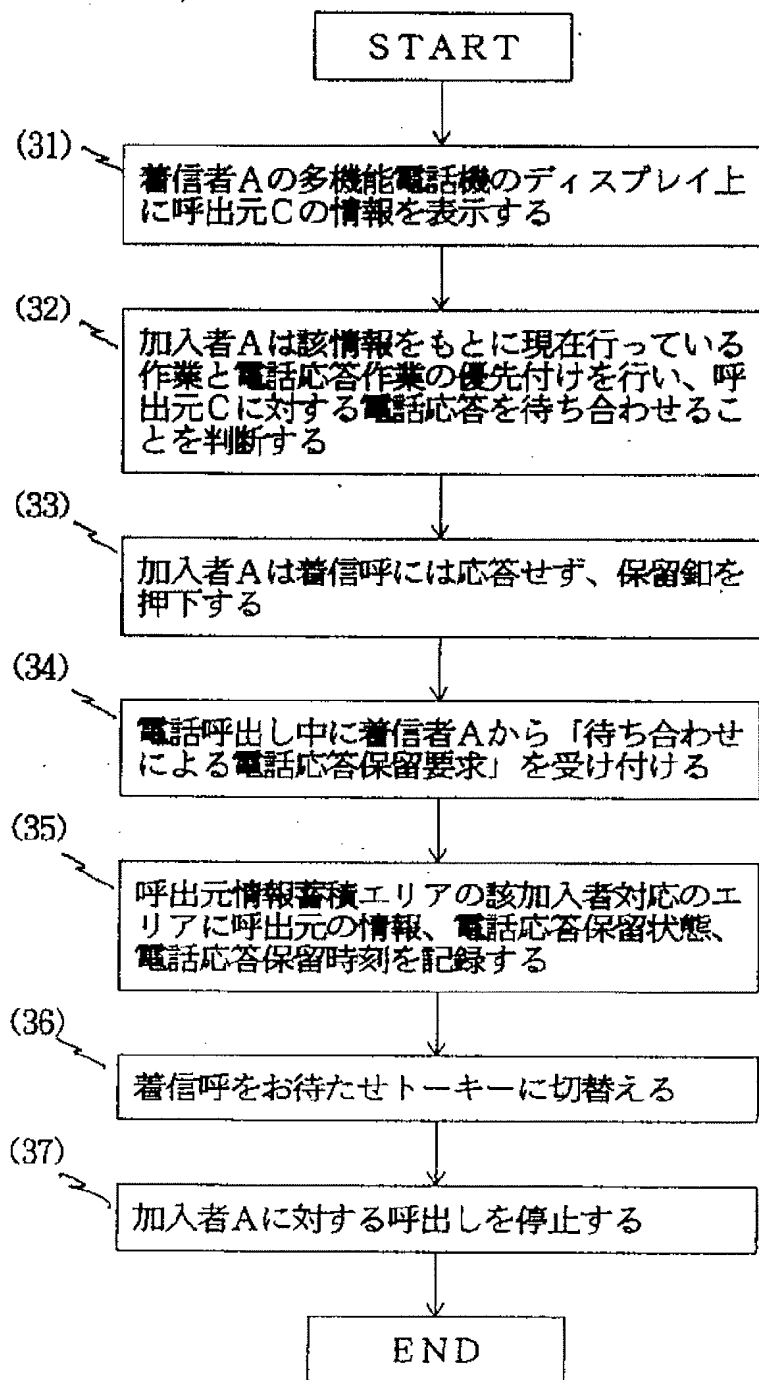 START
(31)
着信者Aの多機能電話機のディスプレイ上
に呼出元Cの情報を表示する
(32)
加入者Aは該情報をもとに現在行っている
作業と電話応答作業の優先付けを行い、呼
出元Cに対する電話応答を待ち合わせるこ
とを判断する
(33)
加入者Aは着信呼には応答せず、保留釦を
押下する
(34)
電話呼出し中に着信者Aから「待ち合わせ
による電話応答保留要求」を受け付ける
(35)
呼出元情報蓄積エリアの該加入者対応のエ
リアに呼出元の情報、電話応答保留状態、
電話応答保留時刻を記録する
(36)
着信呼をお待たせトーキーに切替える
(37)
加入者Aに対する呼出しを停止する
END